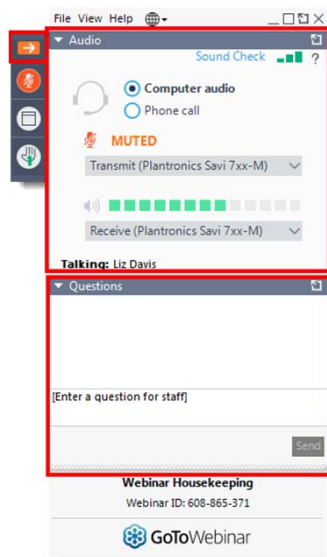 File View Help
Audio
Sound Check ?
Computer audio
Phone call
MUTED
Transmit (Plantronics Savi 7xx-M)
Receive (Plantronics Savi 7xx-M)
Talking: Liz Davis
Questions
[Enter a question for staff]
Send
Webinar Housekeeping
Webinar ID: 608-865-371
GoToWebinar